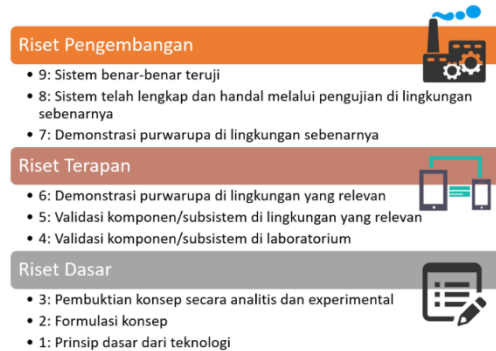 Riset Pengembangan
• 9: Sistem benar-benar teruji
• 8: Sistem telah lengkap dan handal melalui pengujian di lingkungan
sebenarnya
• 7: Demonstrasi purwarupa di lingkungan sebenarnya
Riset Terapan
• 6: Demonstrasi purwarupa di lingkungan yang relevan
• 5: Validasi komponen/subsistem di lingkungan yang relevan
• 4: Validasi komponen/subsistem di laboratorium
Riset Dasar
• 3: Pembuktian konsep secara analitis dan experimental
• 2: Formulasi konsep
• 1: Prinsip dasar dari teknologi